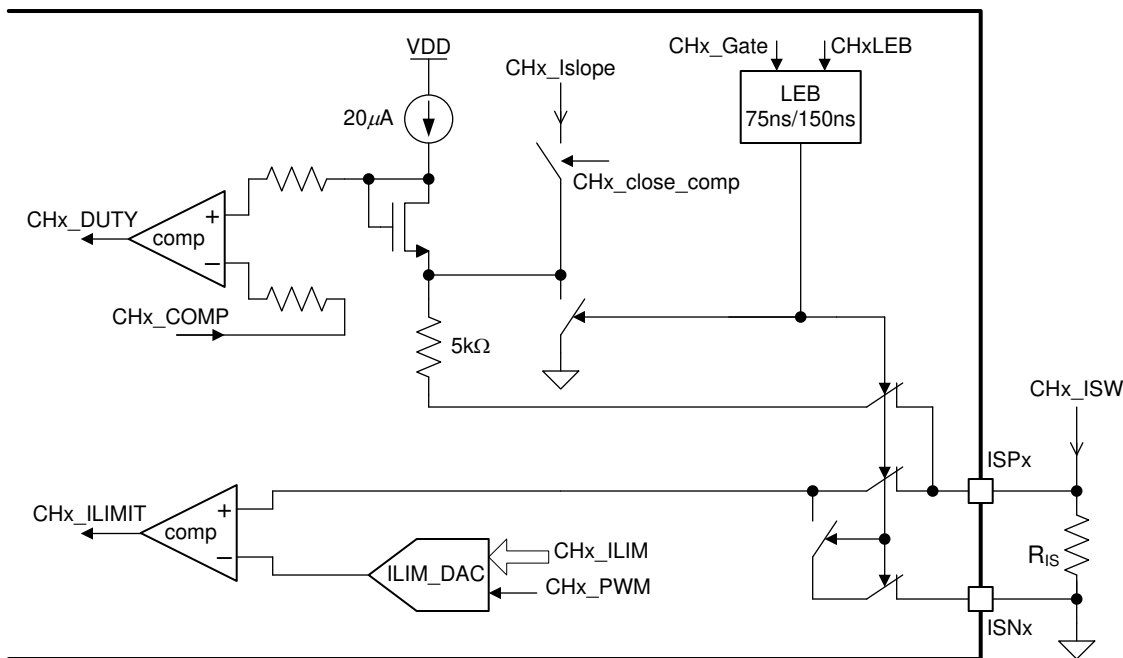 CHx_Gate CHxLEB
VDD
CHx_Islope
LEB
75ns/150ns
20μA
CHx_close_comp
CHx_DUTY
+
comp
−
CHx_COMP
5kΩ
CHx_ISW
ISPx
CHx_ILIMIT
+
comp
−
CHx_ILIM
ILIM_DAC
CHx_PWM
RIS
ISNx